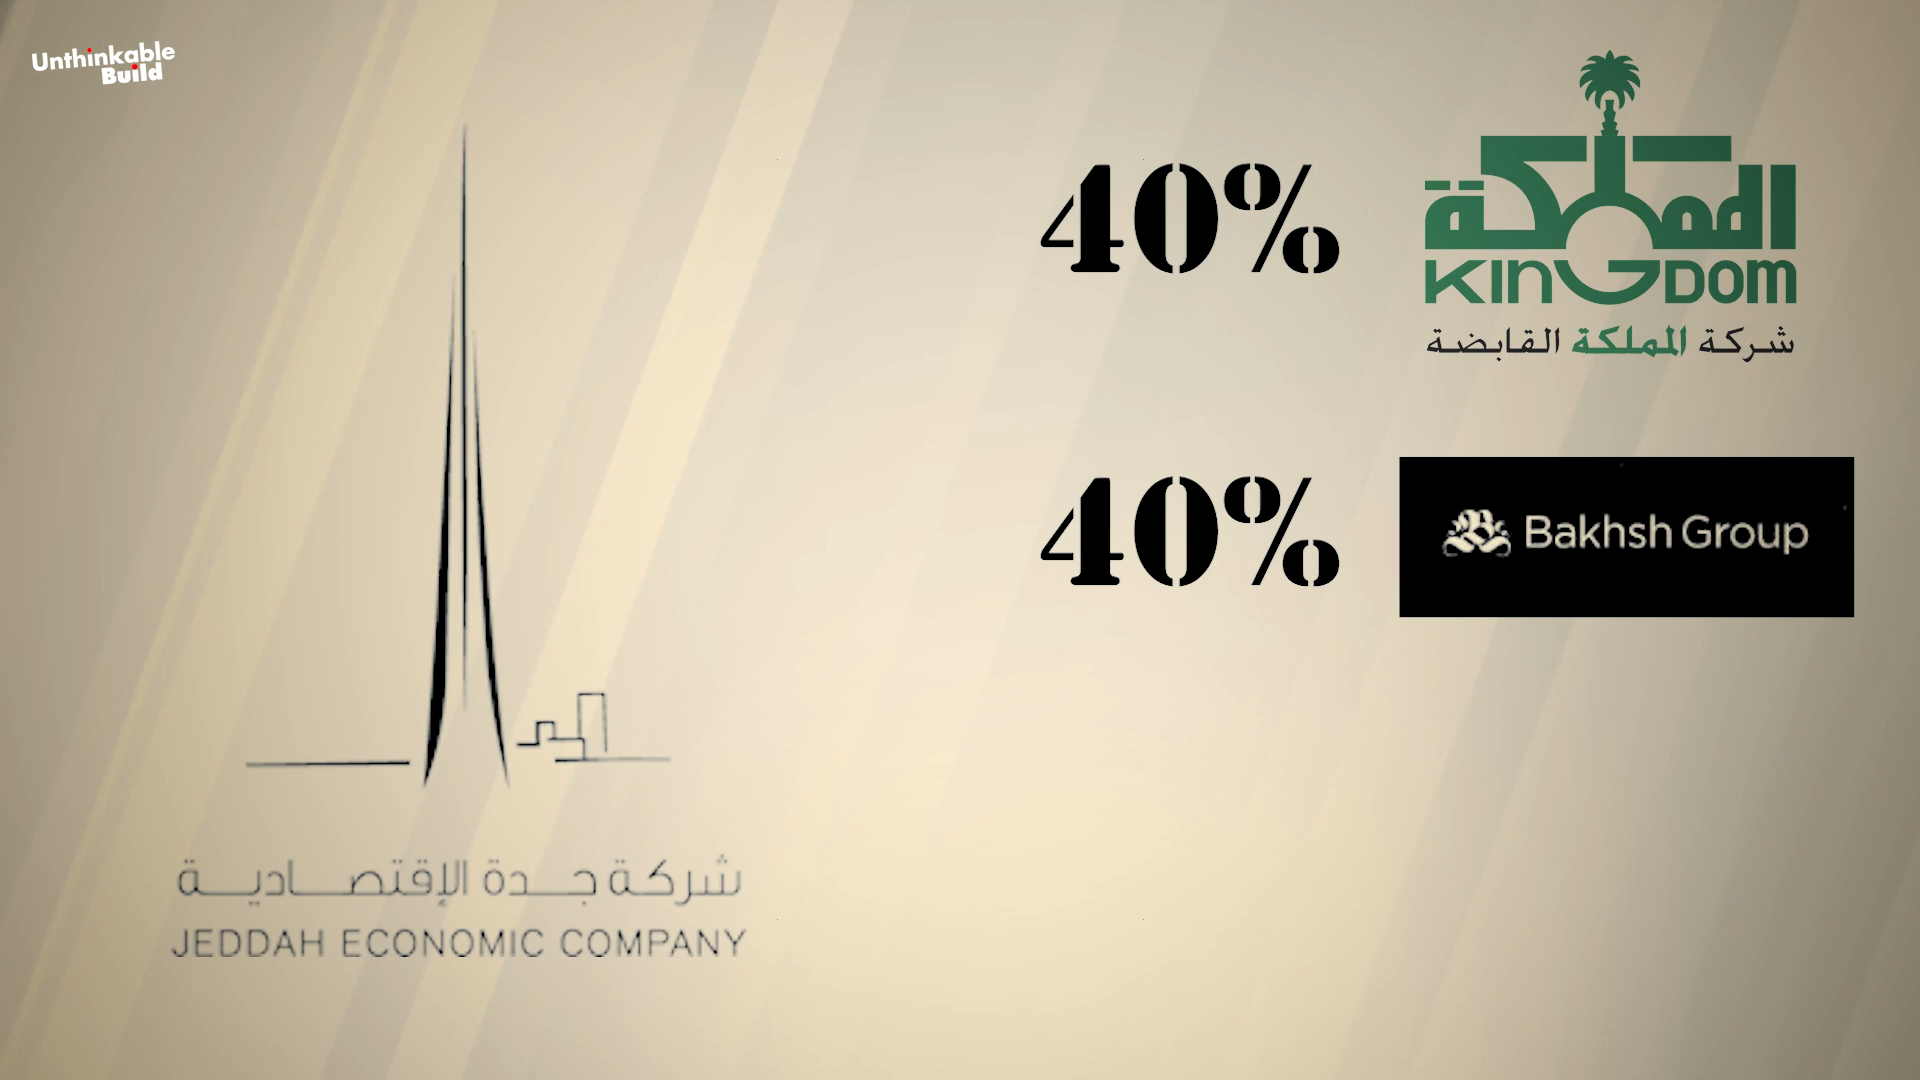 Unthinkable
Build
40%
المملكة
KINGDOM
شركة المملكة القابضة
40%
Bakhsh Group
شركة جدة الإقتصادية
JEDDAH ECONOMIC COMPANY